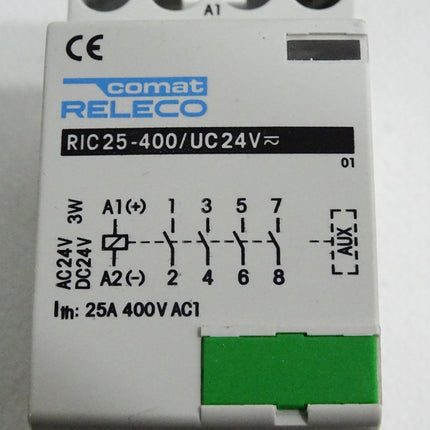 A1
CE
comat
RELECO
RIC25-400/UC24V⎓
01
AC24V 3W
DC24V
A1(+) 1 3 5 7
AUX
A2(-) 2 4 6 8
Ith: 25A 400V AC1